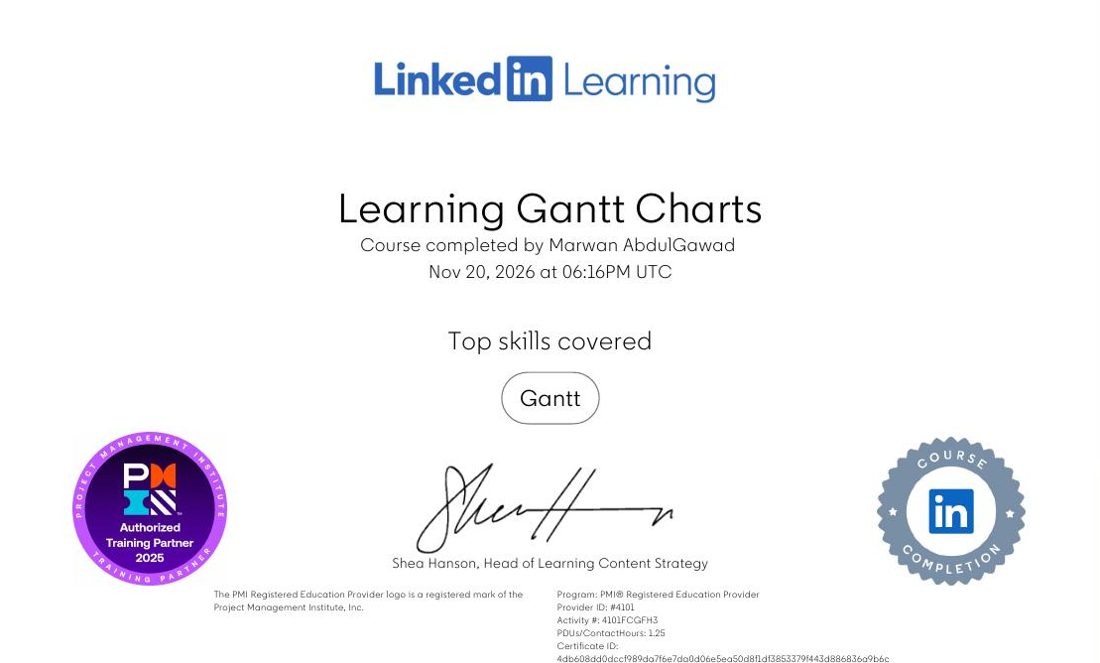 Linked in Learning
Learning Gantt Charts
Course completed by Marwan AbdulGawad
Nov 20, 2026 at 06:16PM UTC
Top skills covered
Gantt
PROJECT MANAGEMENT INSTITUTE
PMI
Authorized
Training Partner
2025
TRAINING PARTNER
Shea Hanson, Head of Learning Content Strategy
COURSE
in
COMPLETION
The PMI Registered Education Provider logo is a registered mark of the
Project Management Institute, Inc.
Program: PMI® Registered Education Provider
Provider ID: #4101
Activity #: 4101FCGFH3
PDUs/ContactHours: 1.25
Certificate ID: